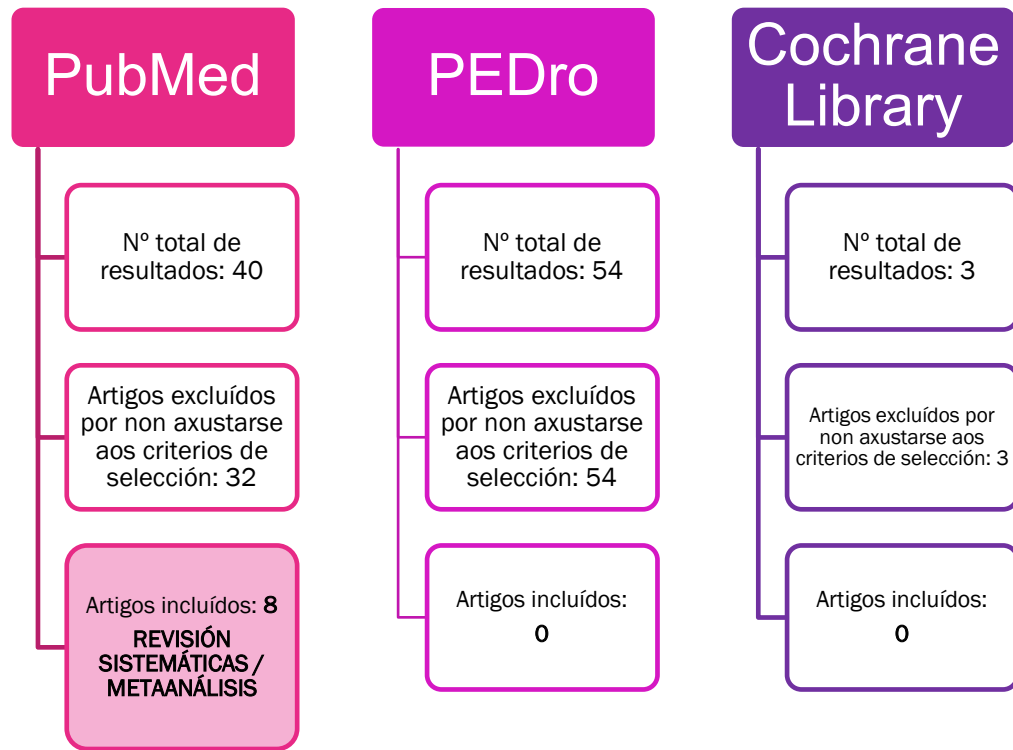 PubMed
Nº total de
resultados: 40
Artigos excluídos
por non axustarse
aos criterios de
selección: 32
Artigos incluídos: 8
REVISIÓN
SISTEMÁTICAS /
METAANÁLISIS
PEDro
Nº total de
resultados: 54
Artigos excluídos
por non axustarse
aos criterios de
selección: 54
Artigos incluídos:
0
Cochrane
Library
Nº total de
resultados: 3
Artigos excluídos por
non axustarse aos
criterios de selección: 3
Artigos incluídos:
0